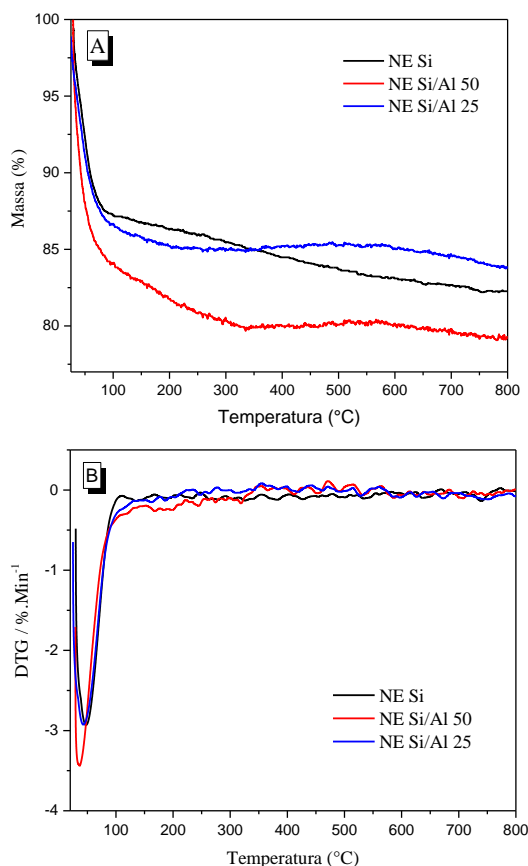 A
NE Si
NE Si/Al 50
NE Si/Al 25
100
95
90
85
80
Massa (%)
100 200 300 400 500 600 700 800
Temperatura (°C)
B
0
-1
-2
-3
-4
DTG / %.Min⁻¹
NE Si
NE Si/Al 50
NE Si/Al 25
100 200 300 400 500 600 700 800
Temperatura (°C)